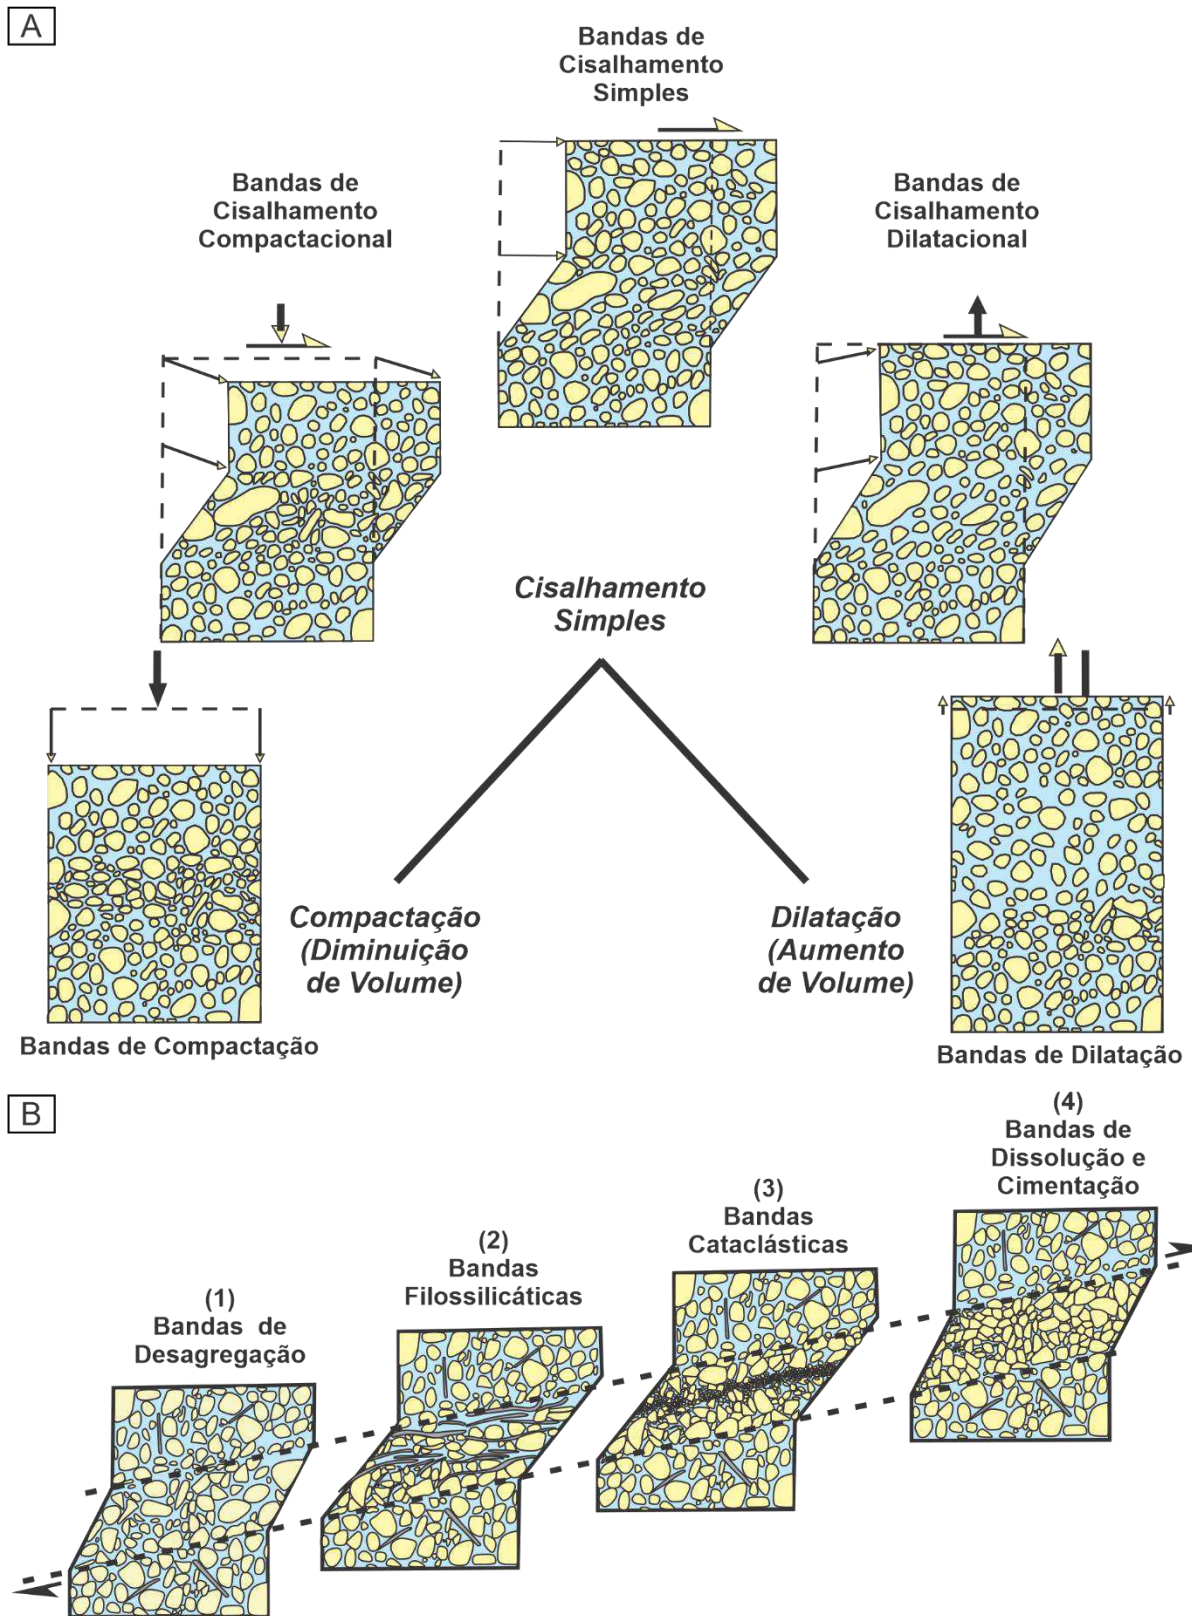 A
Bandas de
Cisalhamento
Simples
Bandas de
Cisalhamento
Compactacional
Bandas de
Cisalhamento
Dilatacional
Cisalhamento
Simples
Compactação
(Diminuição
de Volume)
Dilatação
(Aumento
de Volume)
Bandas de Compactação
Bandas de Dilatação
B
(1)
Bandas de
Desagregação
(2)
Bandas
Filossilicáticas
(3)
Bandas
Cataclásticas
(4)
Bandas de
Dissolução e
Cimentação